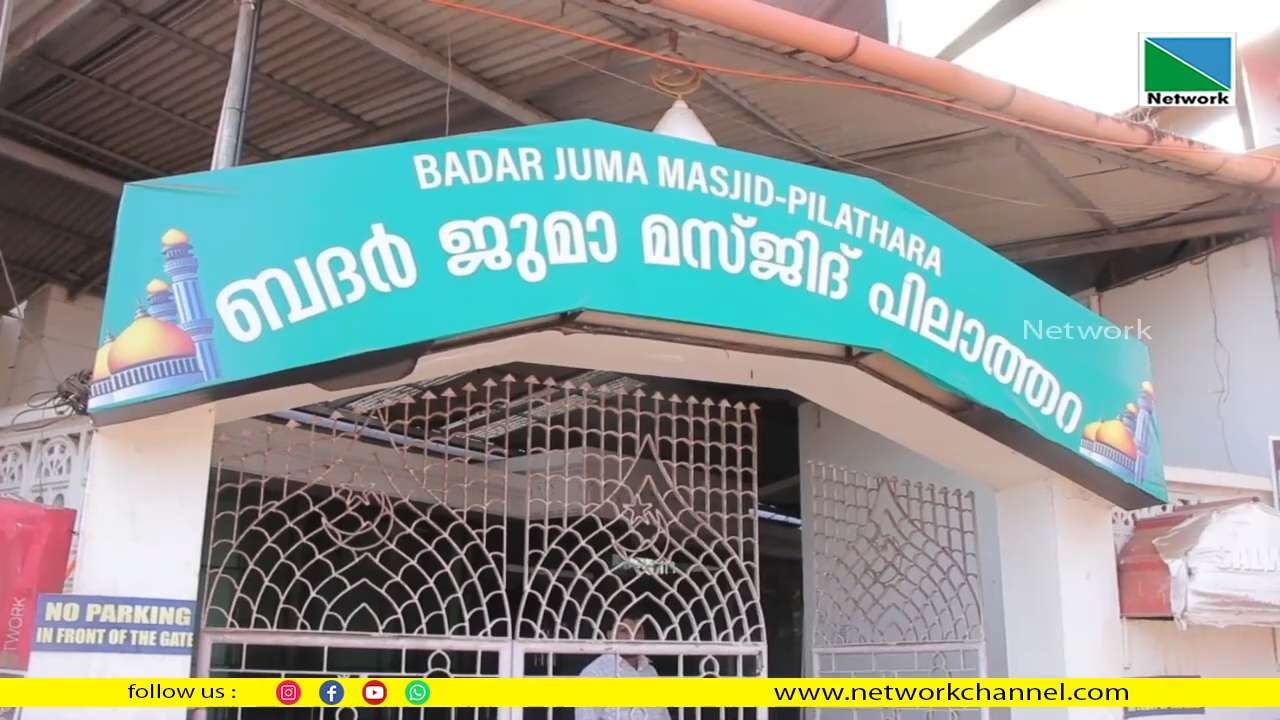 Network
BADAR JUMA MASJID-PILATHARA
ബദർ ജുമാ മസ്ജിദ് പിലാത്തറ
Network
NO PARKING
IN FRONT OF THE GATE
TWORK
follow us :
www.networkchannel.com